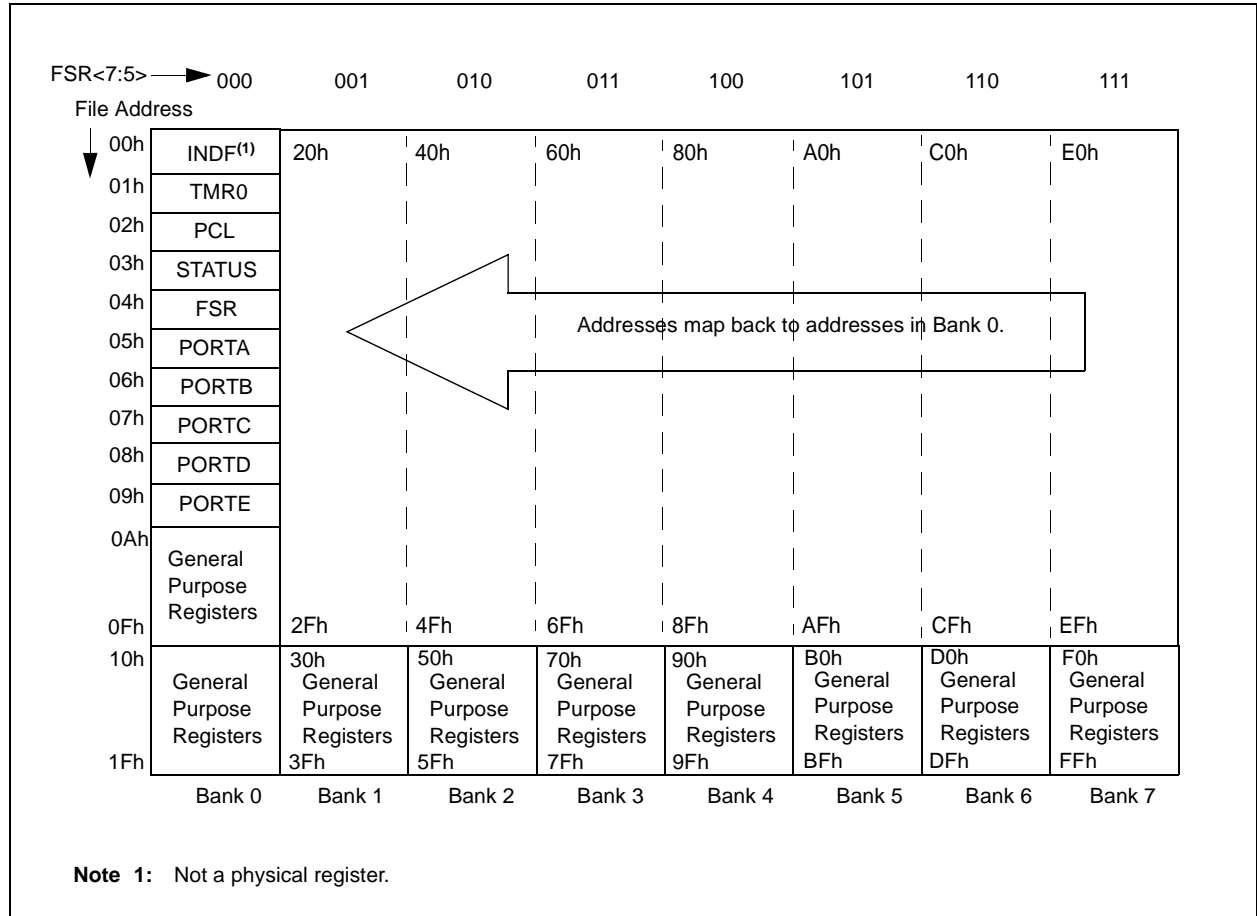 FSR<7:5> 000 001 010 011 100 101 110 111
File Address
00h INDF(1) 20h 40h 60h 80h A0h C0h E0h
01h TMR0
02h PCL
03h STATUS
04h FSR
Addresses map back to addresses in Bank 0.
05h PORTA
06h PORTB
07h PORTC
08h PORTD
09h PORTE
0Ah
General
Purpose
Registers
0Fh 2Fh 4Fh 6Fh 8Fh AFh CFh EFh
10h 30h 50h 70h 90h B0h D0h F0h
General General General General General General General General
Purpose Purpose Purpose Purpose Purpose Purpose Purpose Purpose
Registers Registers Registers Registers Registers Registers Registers Registers
1Fh 3Fh 5Fh 7Fh 9Fh BFh DFh FFh
Bank 0 Bank 1 Bank 2 Bank 3 Bank 4 Bank 5 Bank 6 Bank 7
Note 1: Not a physical register.